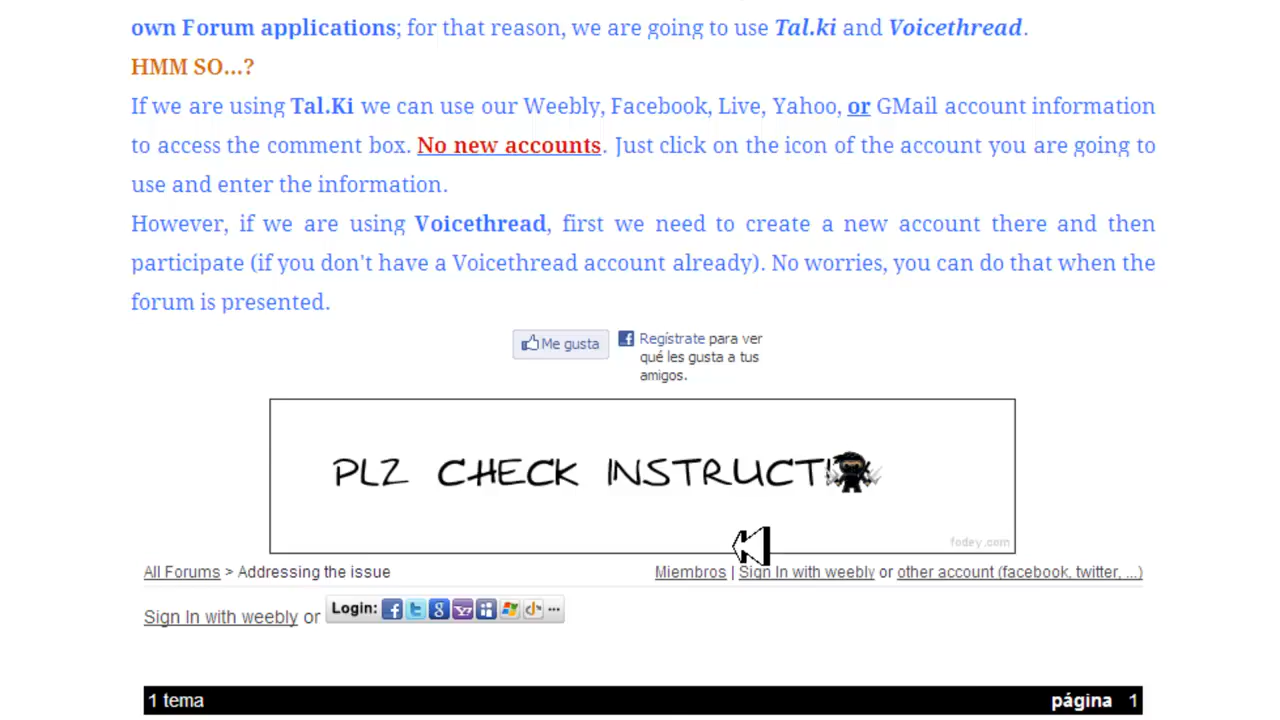 own Forum applications; for that reason, we are going to use Tal.ki and Voicethread.
HMM SO...?
If we are using Tal.Ki we can use our Weebly, Facebook, Live, Yahoo, or GMail account information
to access the comment box. No new accounts. Just click on the icon of the account you are going to
use and enter the information.
However, if we are using Voicethread, first we need to create a new account there and then
participate (if you don't have a Voicethread account already). No worries, you can do that when the
forum is presented.
Me gusta
Regístrate para ver
qué les gusta a tus
amigos.
PLZ CHECK INSTRUCTI
fodey.com
All Forums > Addressing the issue
Miembros | Sign In with weebly or other account (facebook, twitter, ...)
Sign In with weebly or Login:
1 tema
página 1